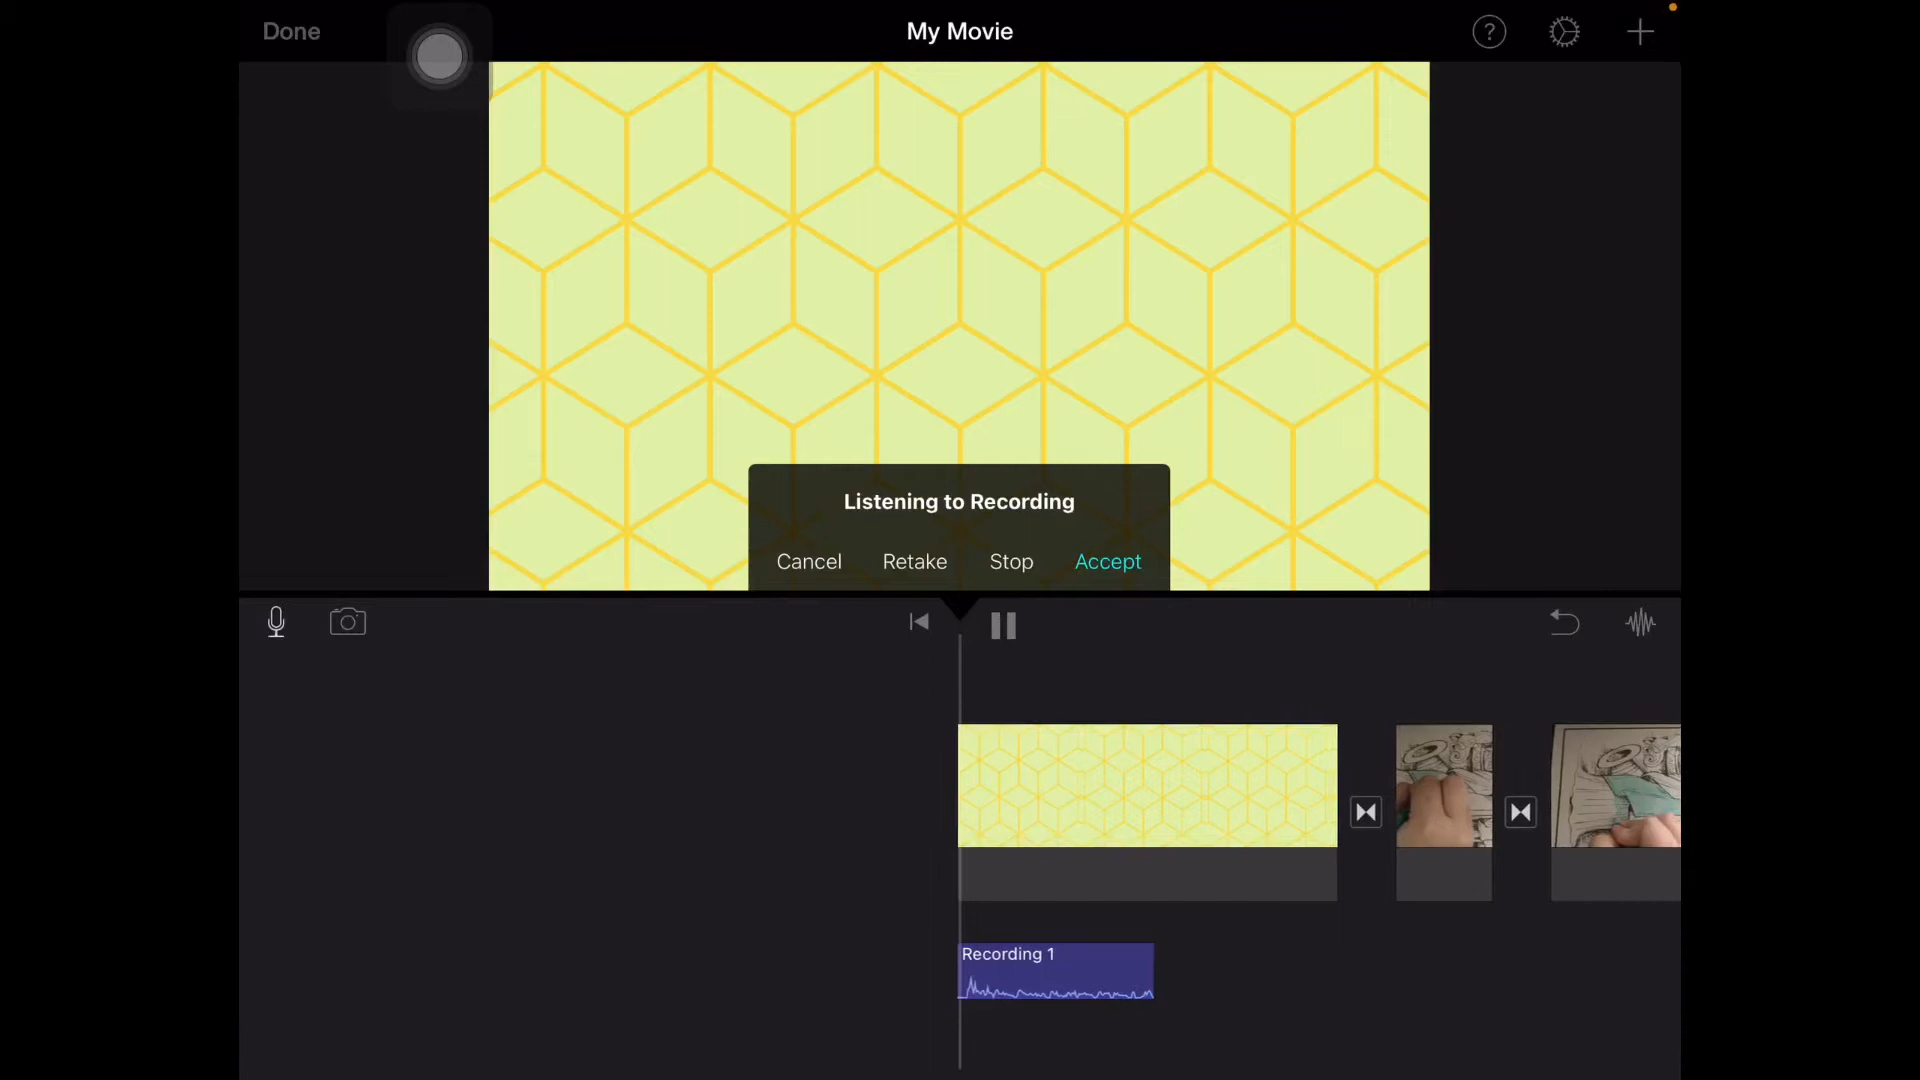 Done
My Movie
?
Listening to Recording
Cancel Retake Stop Accept
Recording 1